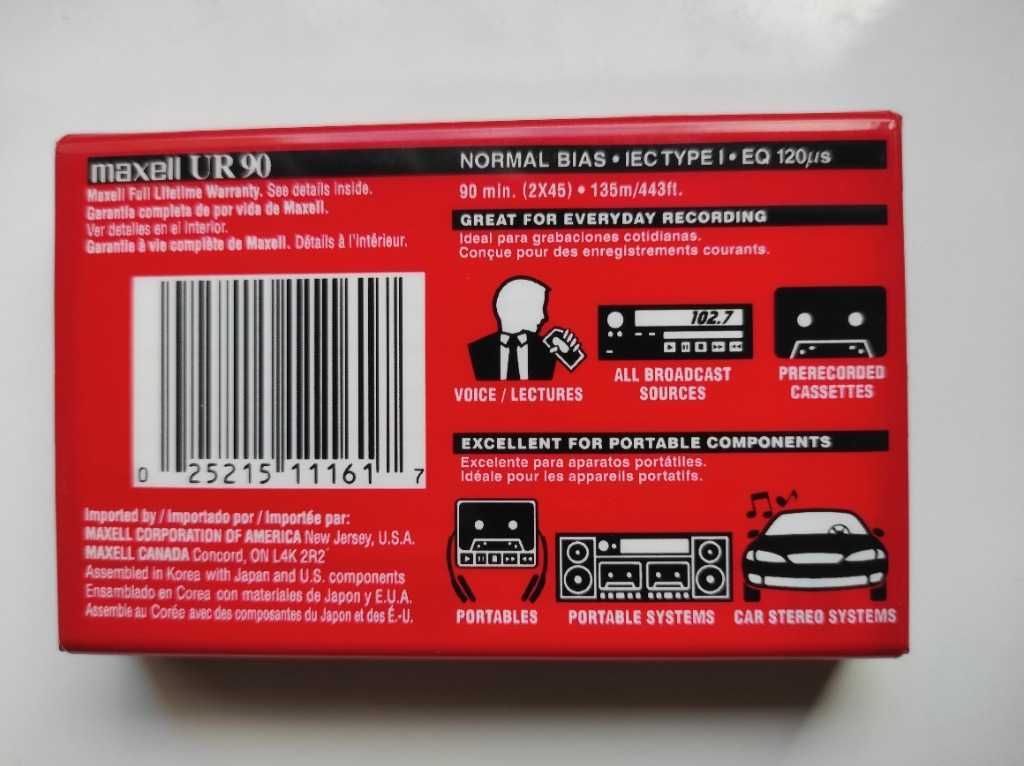 maxell UR 90
Maxell Full Lifetime Warranty. See details inside.
Garantía completa de por vida de Maxell.
Ver detalles en el interior.
Garantie à vie complète de Maxell. Détails à l'intérieur.
0 25215 11161 7
Imported by / Importado por / Importée par:
MAXELL CORPORATION OF AMERICA New Jersey, U.S.A.
MAXELL CANADA Concord, ON L4K 2R2
Assembled in Korea with Japan and U.S. components
Ensamblado en Corea con materiales de Japon y E.U.A.
Assemble au Corée avec des composantes du Japon et des É.-U.
NORMAL BIAS • IEC TYPE I • EQ 120µs
90 min. (2X45) • 135m/443ft.
GREAT FOR EVERYDAY RECORDING
Ideal para grabaciones cotidianas.
Conçue pour des enregistrements courants.
102.7
VOICE / LECTURES
ALL BROADCAST
SOURCES
PRERECORDED
CASSETTES
EXCELLENT FOR PORTABLE COMPONENTS
Excelente para aparatos portátiles.
Idéale pour les appareils portatifs.
PORTABLES
PORTABLE SYSTEMS
CAR STEREO SYSTEMS